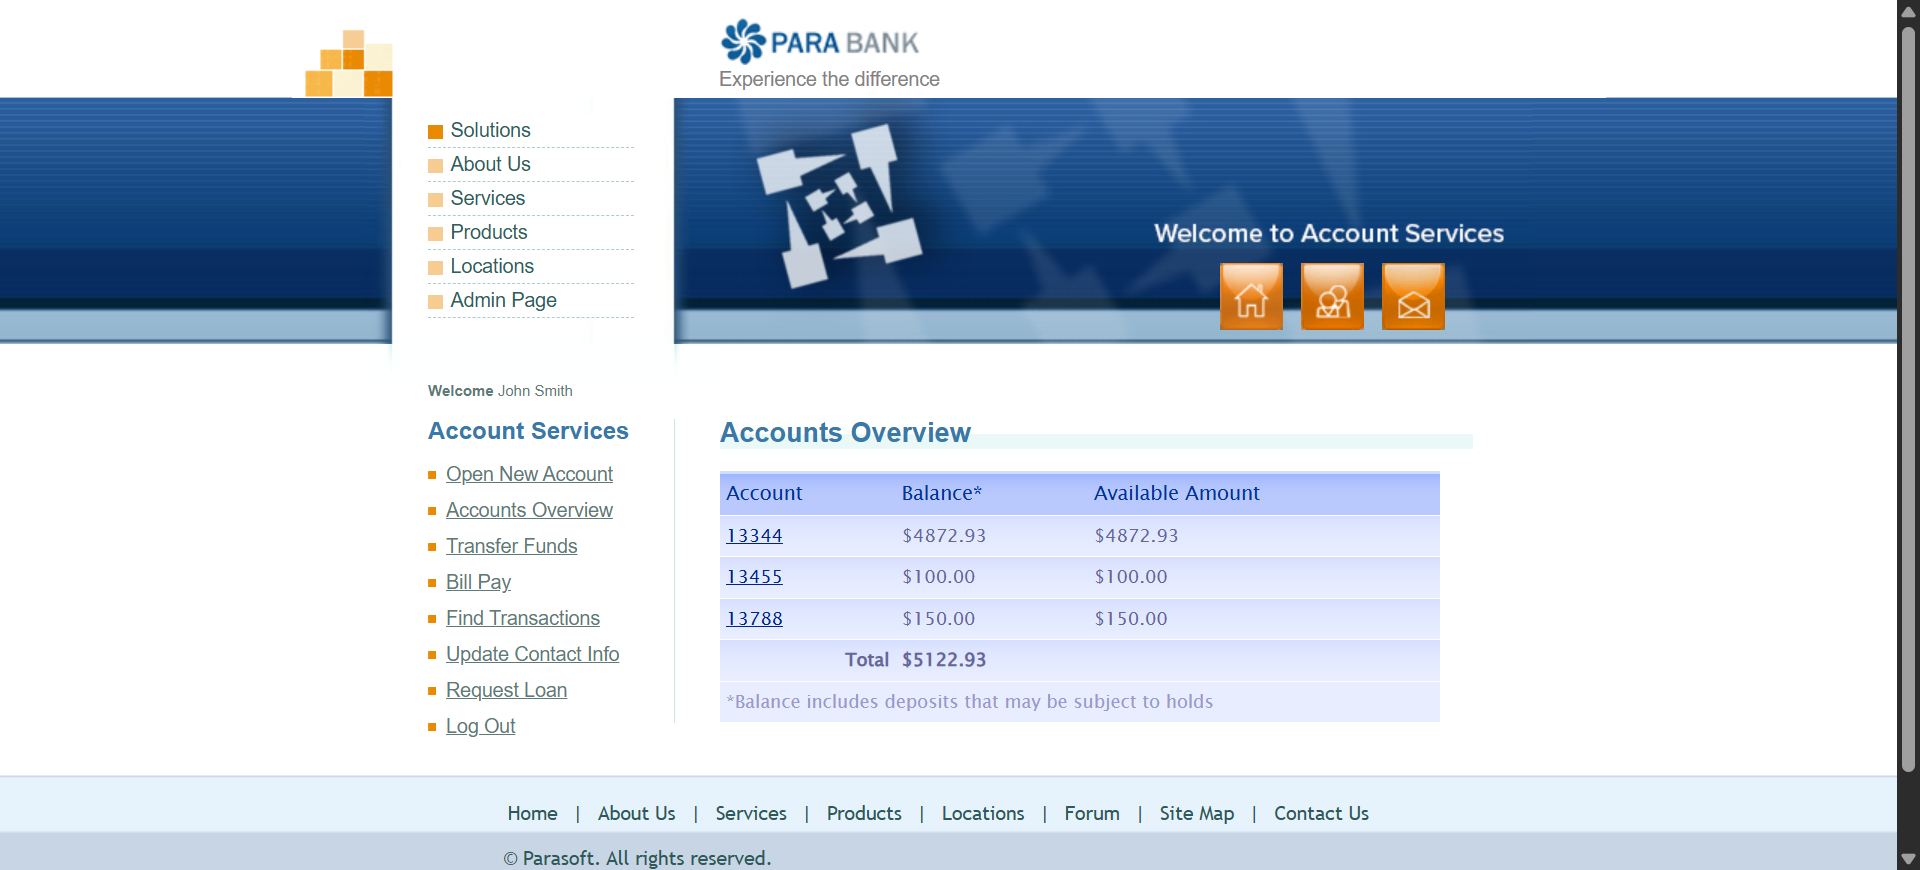 PARA BANK
Experience the difference
Solutions
About Us
Services
Products
Locations
Admin Page
Welcome to Account Services
Welcome John Smith
Account Services
Open New Account
Accounts Overview
Transfer Funds
Bill Pay
Find Transactions
Update Contact Info
Request Loan
Log Out
Accounts Overview
Account Balance* Available Amount
13344 $4872.93 $4872.93
13455 $100.00 $100.00
13788 $150.00 $150.00
Total $5122.93
*Balance includes deposits that may be subject to holds
Home | About Us | Services | Products | Locations | Forum | Site Map | Contact Us
© Parasoft. All rights reserved.